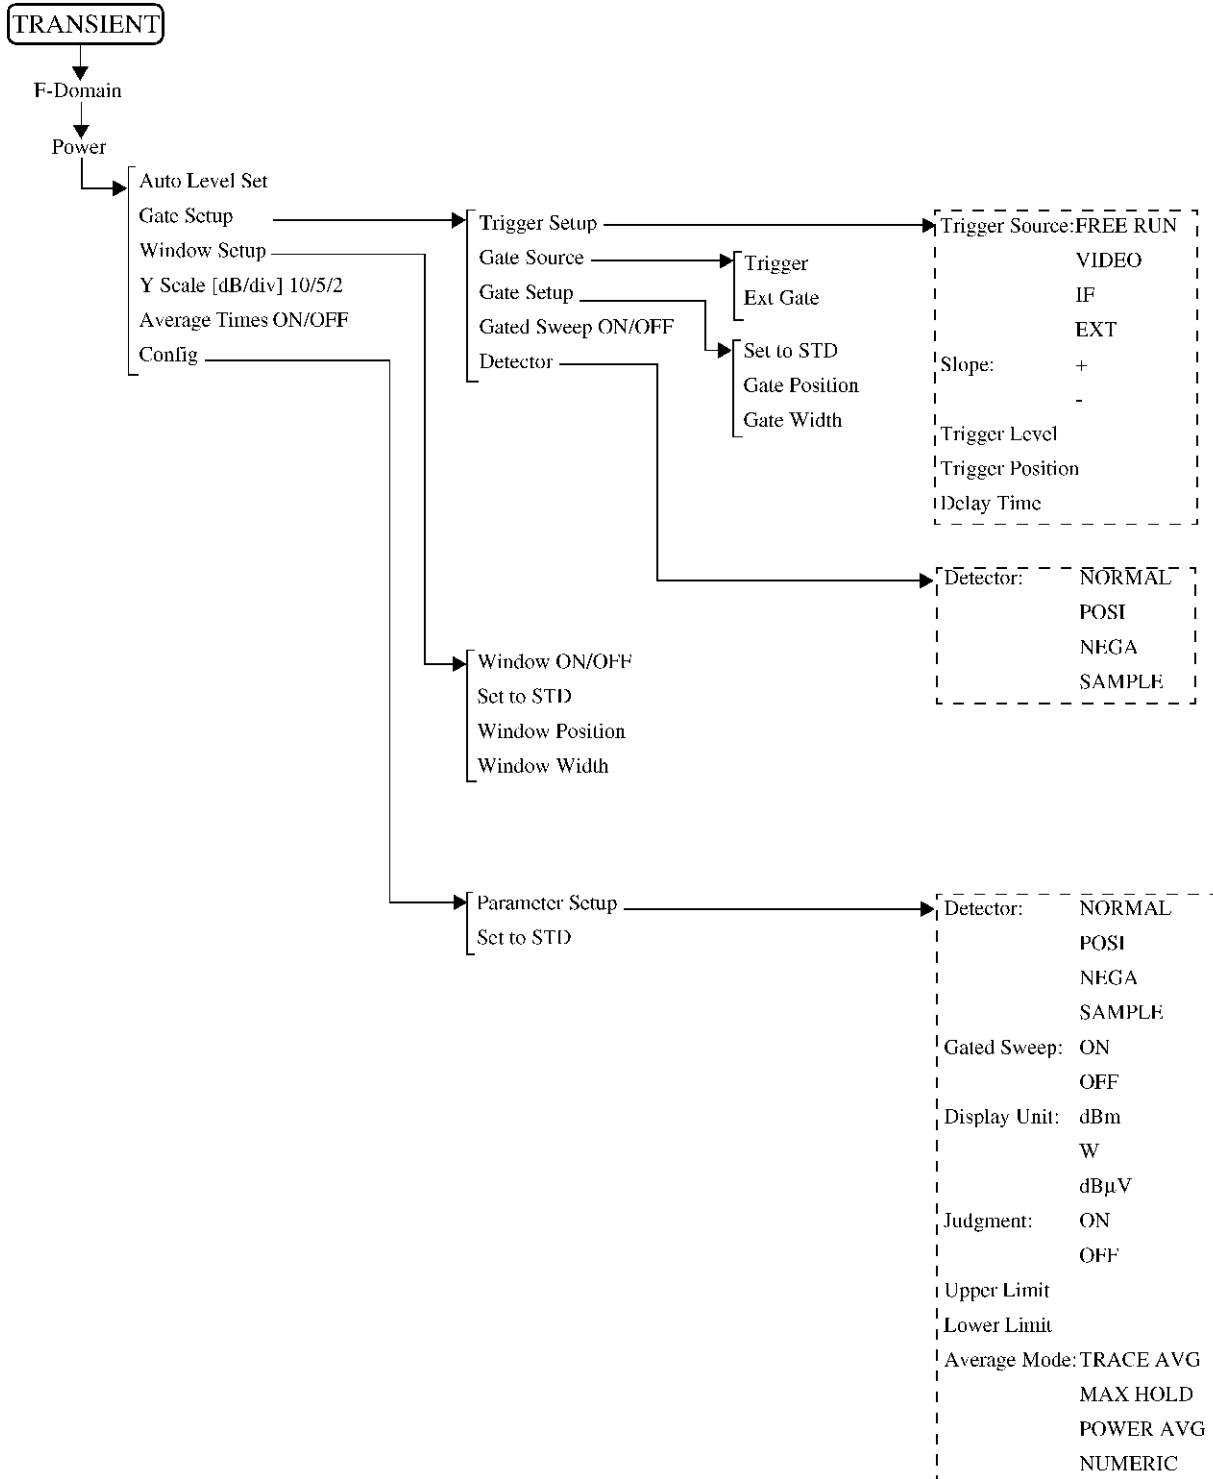 TRANSIENT
F-Domain
Power
Auto Level Set
Gate Setup
Window Setup
Y Scale [dB/div] 10/5/2
Average Times ON/OFF
Config
Trigger Setup
Gate Source
Gate Setup
Gated Sweep ON/OFF
Detector
Trigger
Ext Gate
Set to STD
Gate Position
Gate Width
Trigger Source: FREE RUN
VIDEO
IF
EXT
Slope: +
-
Trigger Level
Trigger Position
Delay Time
Detector: NORMAL
POSI
NEGA
SAMPLE
Window ON/OFF
Set to STD
Window Position
Window Width
Parameter Setup
Set to STD
Detector: NORMAL
POSI
NEGA
SAMPLE
Gated Sweep: ON
OFF
Display Unit: dBm
W
dBµV
Judgment: ON
OFF
Upper Limit
Lower Limit
Average Mode: TRACE AVG
MAX HOLD
POWER AVG
NUMERIC